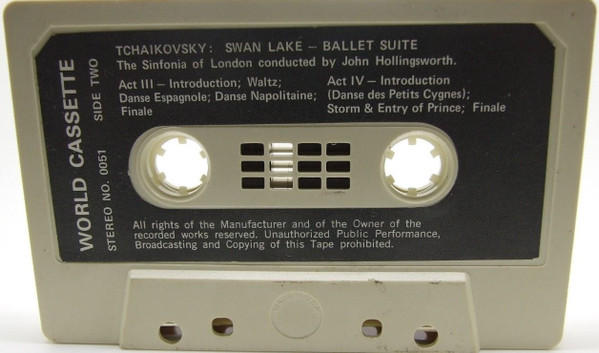 TCHAIKOVSKY: SWAN LAKE – BALLET SUITE
The Sinfonia of London conducted by John Hollingsworth.
Act III – Introduction; Waltz;
Danse Espagnole; Danse Napolitaine;
Finale
Act IV – Introduction
(Danse des Petits Cygnes);
Storm & Entry of Prince; Finale
WORLD CASSETTE
STEREO NO. 0051 SIDE TWO
All rights of the Manufacturer and of the Owner of the
recorded works reserved. Unauthorized Public Performance,
Broadcasting and Copying of this Tape prohibited.